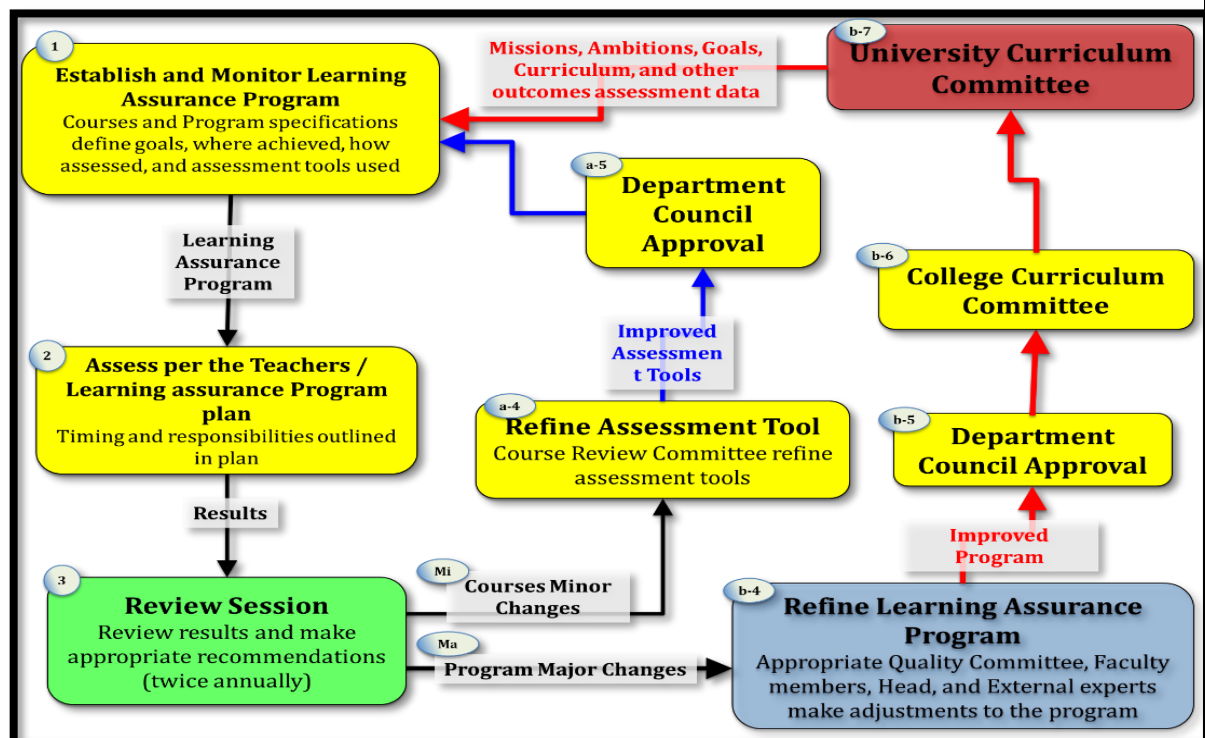 1
Establish and Monitor Learning
Assurance Program
Courses and Program specifications
define goals, where achieved, how
assessed, and assessment tools used
Learning
Assurance
Program
2
Assess per the Teachers /
Learning assurance Program
plan
Timing and responsibilities outlined
in plan
Results
3
Review Session
Review results and make
appropriate recommendations
(twice annually)
Mi
Courses Minor
Changes
Ma
Program Major Changes
a-4
Refine Assessment Tool
Course Review Committee refine
assessment tools
Improved
Assessmen
t Tools
a-5
Department
Council
Approval
b-4
Refine Learning Assurance
Program
Appropriate Quality Committee, Faculty
members, Head, and External experts
make adjustments to the program
Improved
Program
b-5
Department
Council Approval
b-6
College Curriculum
Committee
b-7
University Curriculum
Committee
Missions, Ambitions, Goals,
Curriculum, and other
outcomes assessment data